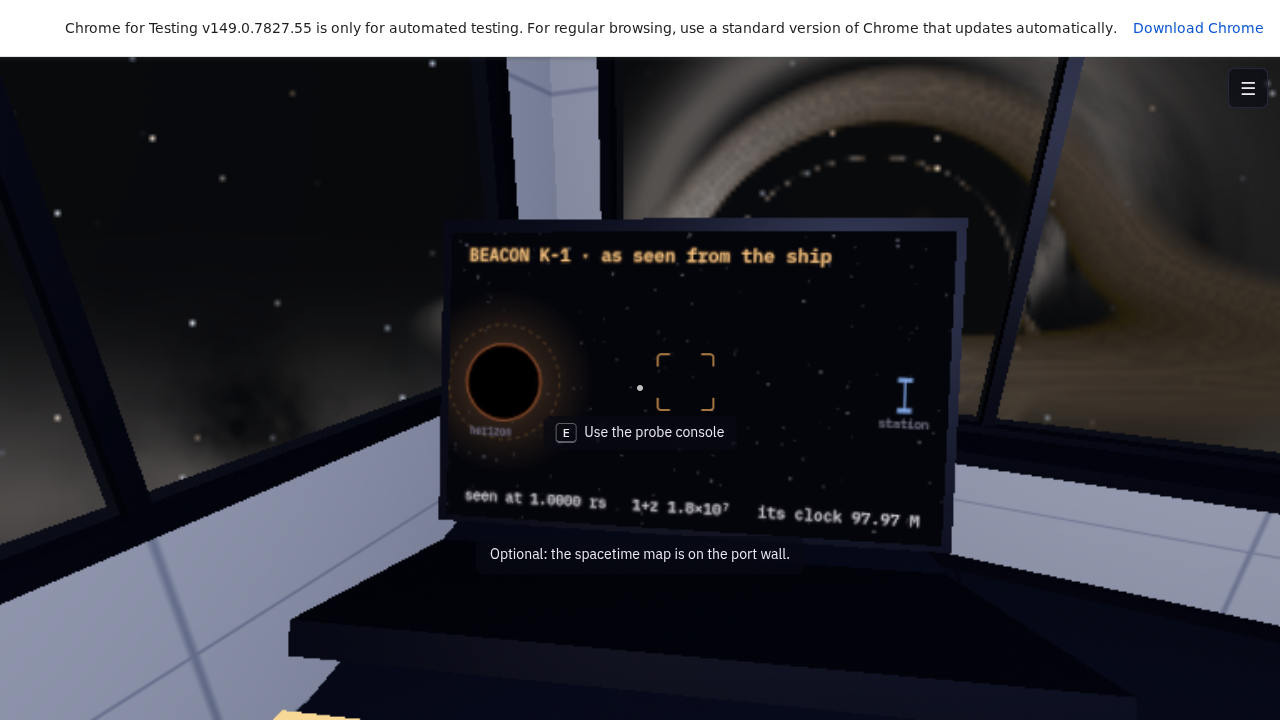 Chrome for Testing v149.0.7827.55 is only for automated testing. For regular browsing, use a standard version of Chrome that updates automatically. Download Chrome
☰
BEACON K-1 · as seen from the ship
station
horizon
E Use the probe console
seen at 1.0000 rs 1+z 1.8×10⁷ its clock 97.97 M
Optional: the spacetime map is on the port wall.